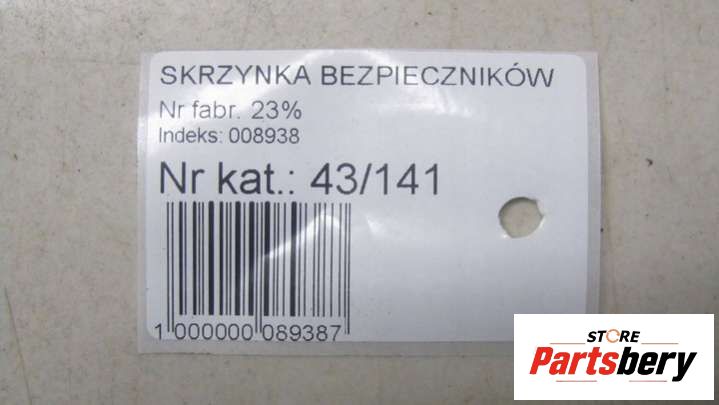 SKRZYNKA BEZPIECZNIKÓW
Nr fabr. 23%
Indeks: 008938
Nr kat.: 43/141
1 000000 089387
STORE
Partsbery